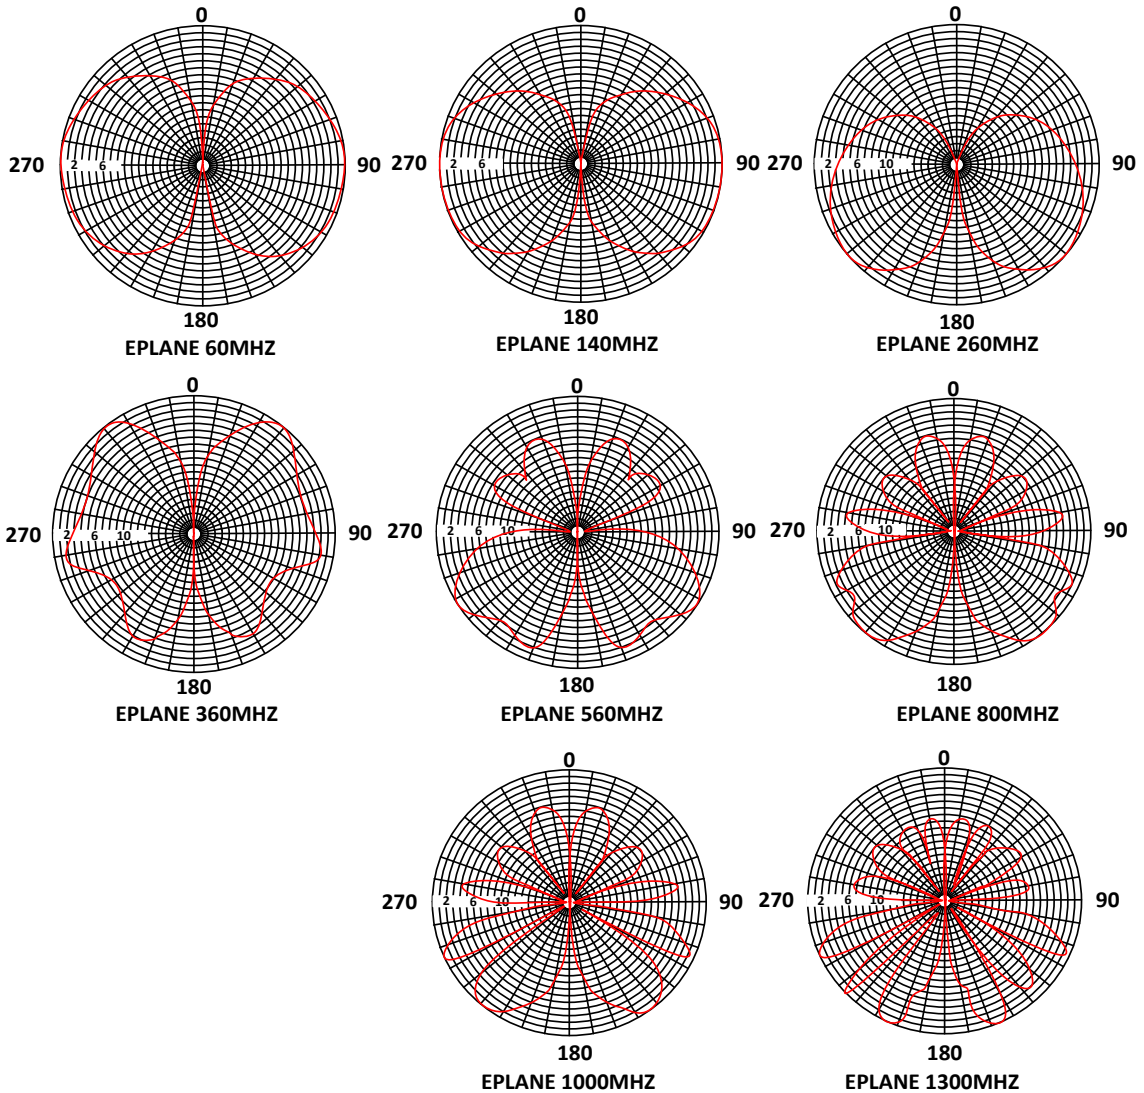 0
270
2 6
90
180
EPLANE 60MHZ
0
270
2 6
90
180
EPLANE 140MHZ
0
270
2 6 10
90
180
EPLANE 260MHZ
0
270
2 6 10
90
180
EPLANE 360MHZ
0
270
2 6 10
90
180
EPLANE 560MHZ
0
270
2 6 10
90
180
EPLANE 800MHZ
0
270
2 6 10
90
180
EPLANE 1000MHZ
0
270
2 6 10
90
180
EPLANE 1300MHZ